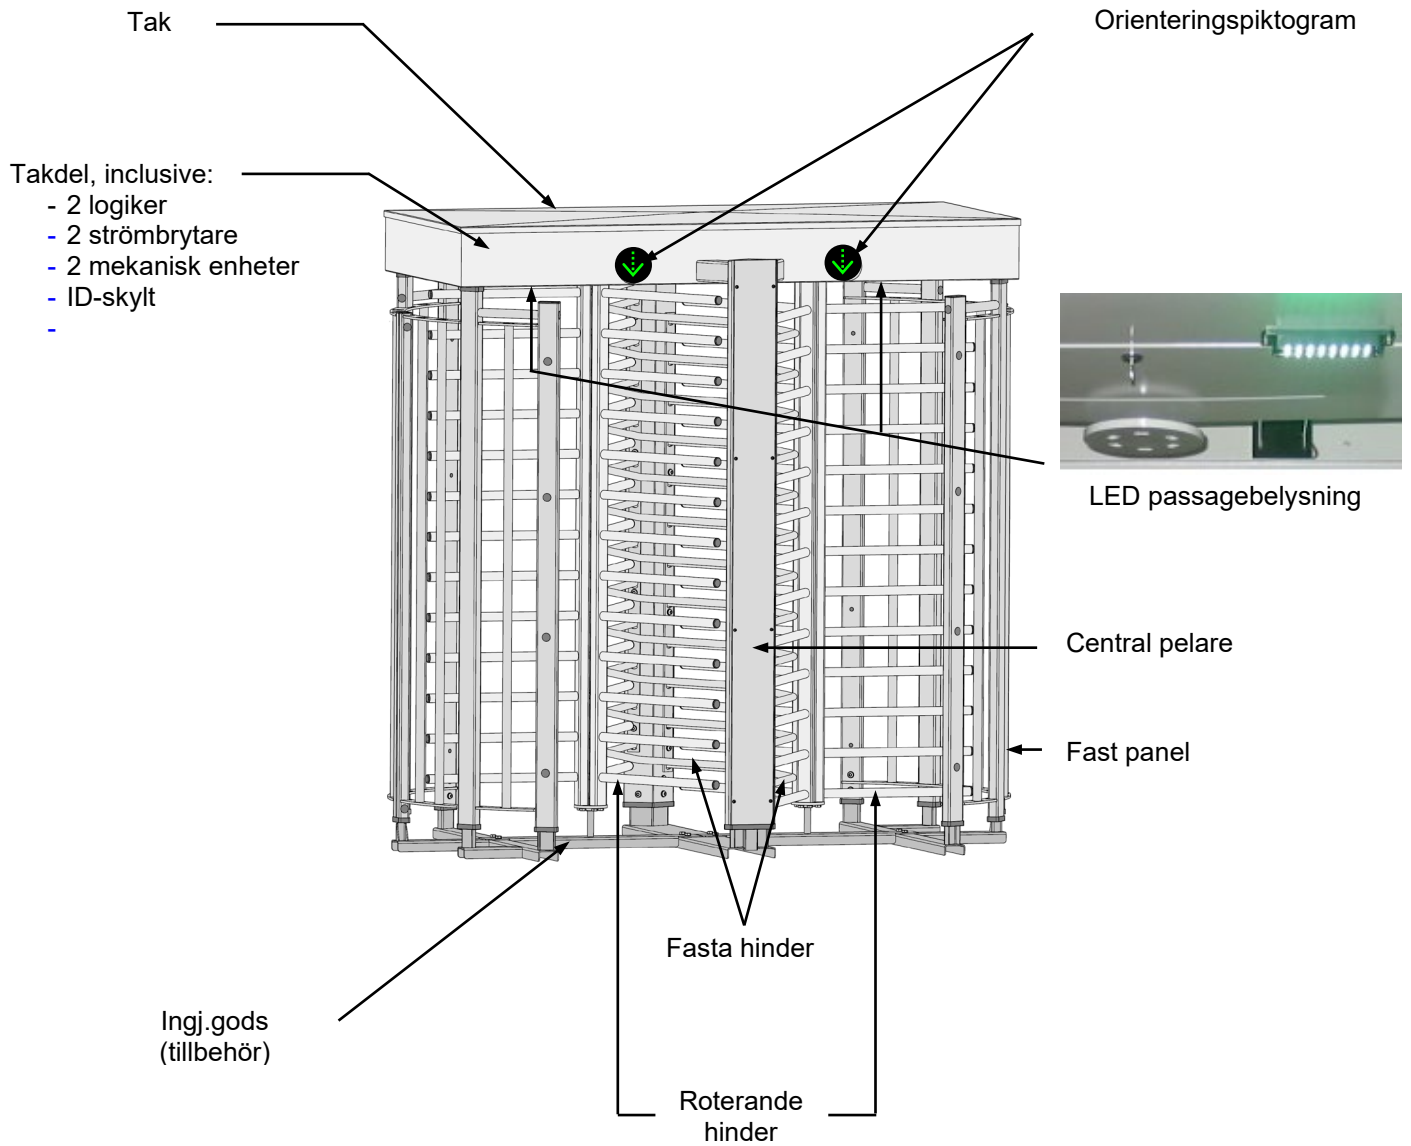 Tak
Orienteringspiktogram
Takdel, inclusive:
- 2 logiker
- 2 strömbrytare
- 2 mekanisk enheter
- ID-skylt
-
LED passagebelysning
Central pelare
Fast panel
Fasta hinder
Ingj.gods
(tillbehör)
Roterande
hinder